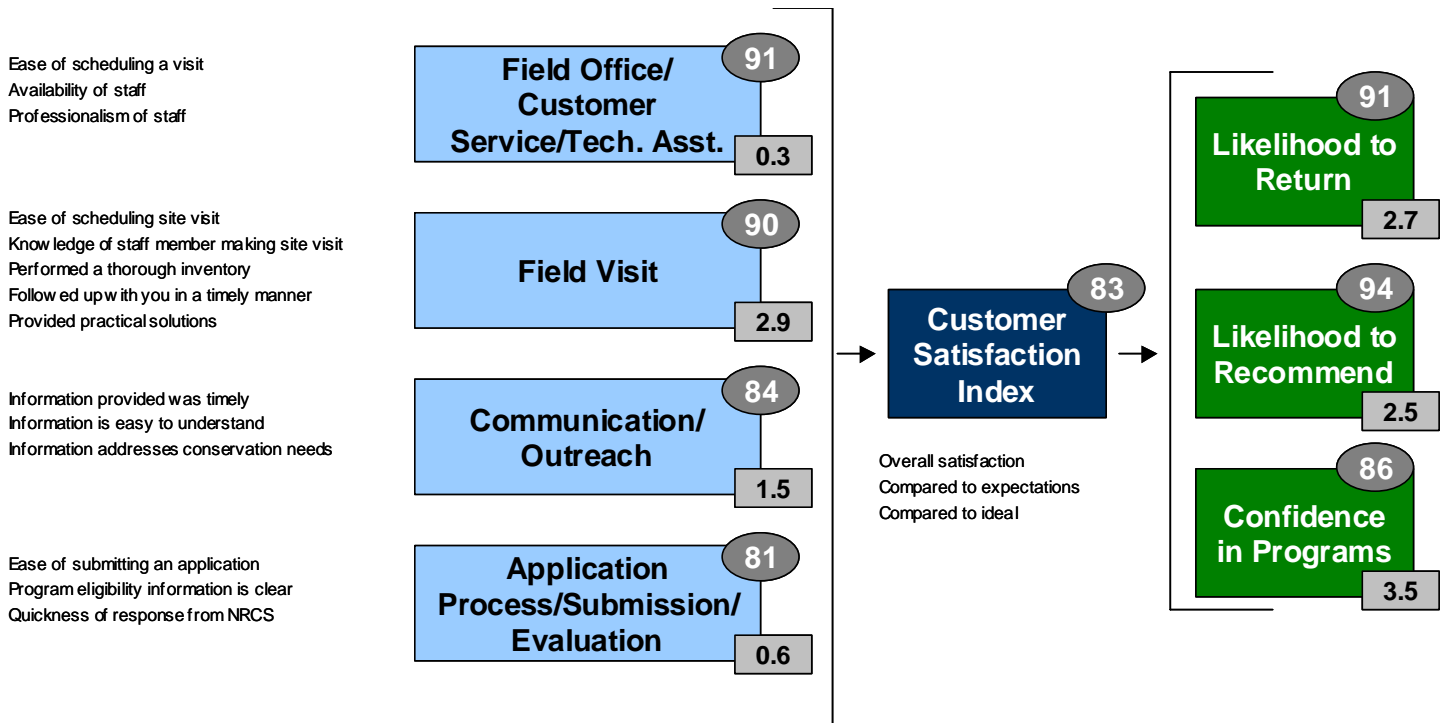 Ease of scheduling a visit
Availability of staff
Professionalism of staff
Field Office/
Customer
Service/Tech. Asst.
91
0.3
Ease of scheduling site visit
Knowledge of staff member making site visit
Performed a thorough inventory
Followed up with you in a timely manner
Provided practical solutions
Field Visit
90
2.9
Information provided was timely
Information is easy to understand
Information addresses conservation needs
Communication/
Outreach
84
1.5
Ease of submitting an application
Program eligibility information is clear
Quickness of response from NRCS
Application
Process/Submission/
Evaluation
81
0.6
Customer
Satisfaction
Index
83
Overall satisfaction
Compared to expectations
Compared to ideal
Likelihood to
Return
91
2.7
Likelihood to
Recommend
94
2.5
Confidence
in Programs
86
3.5